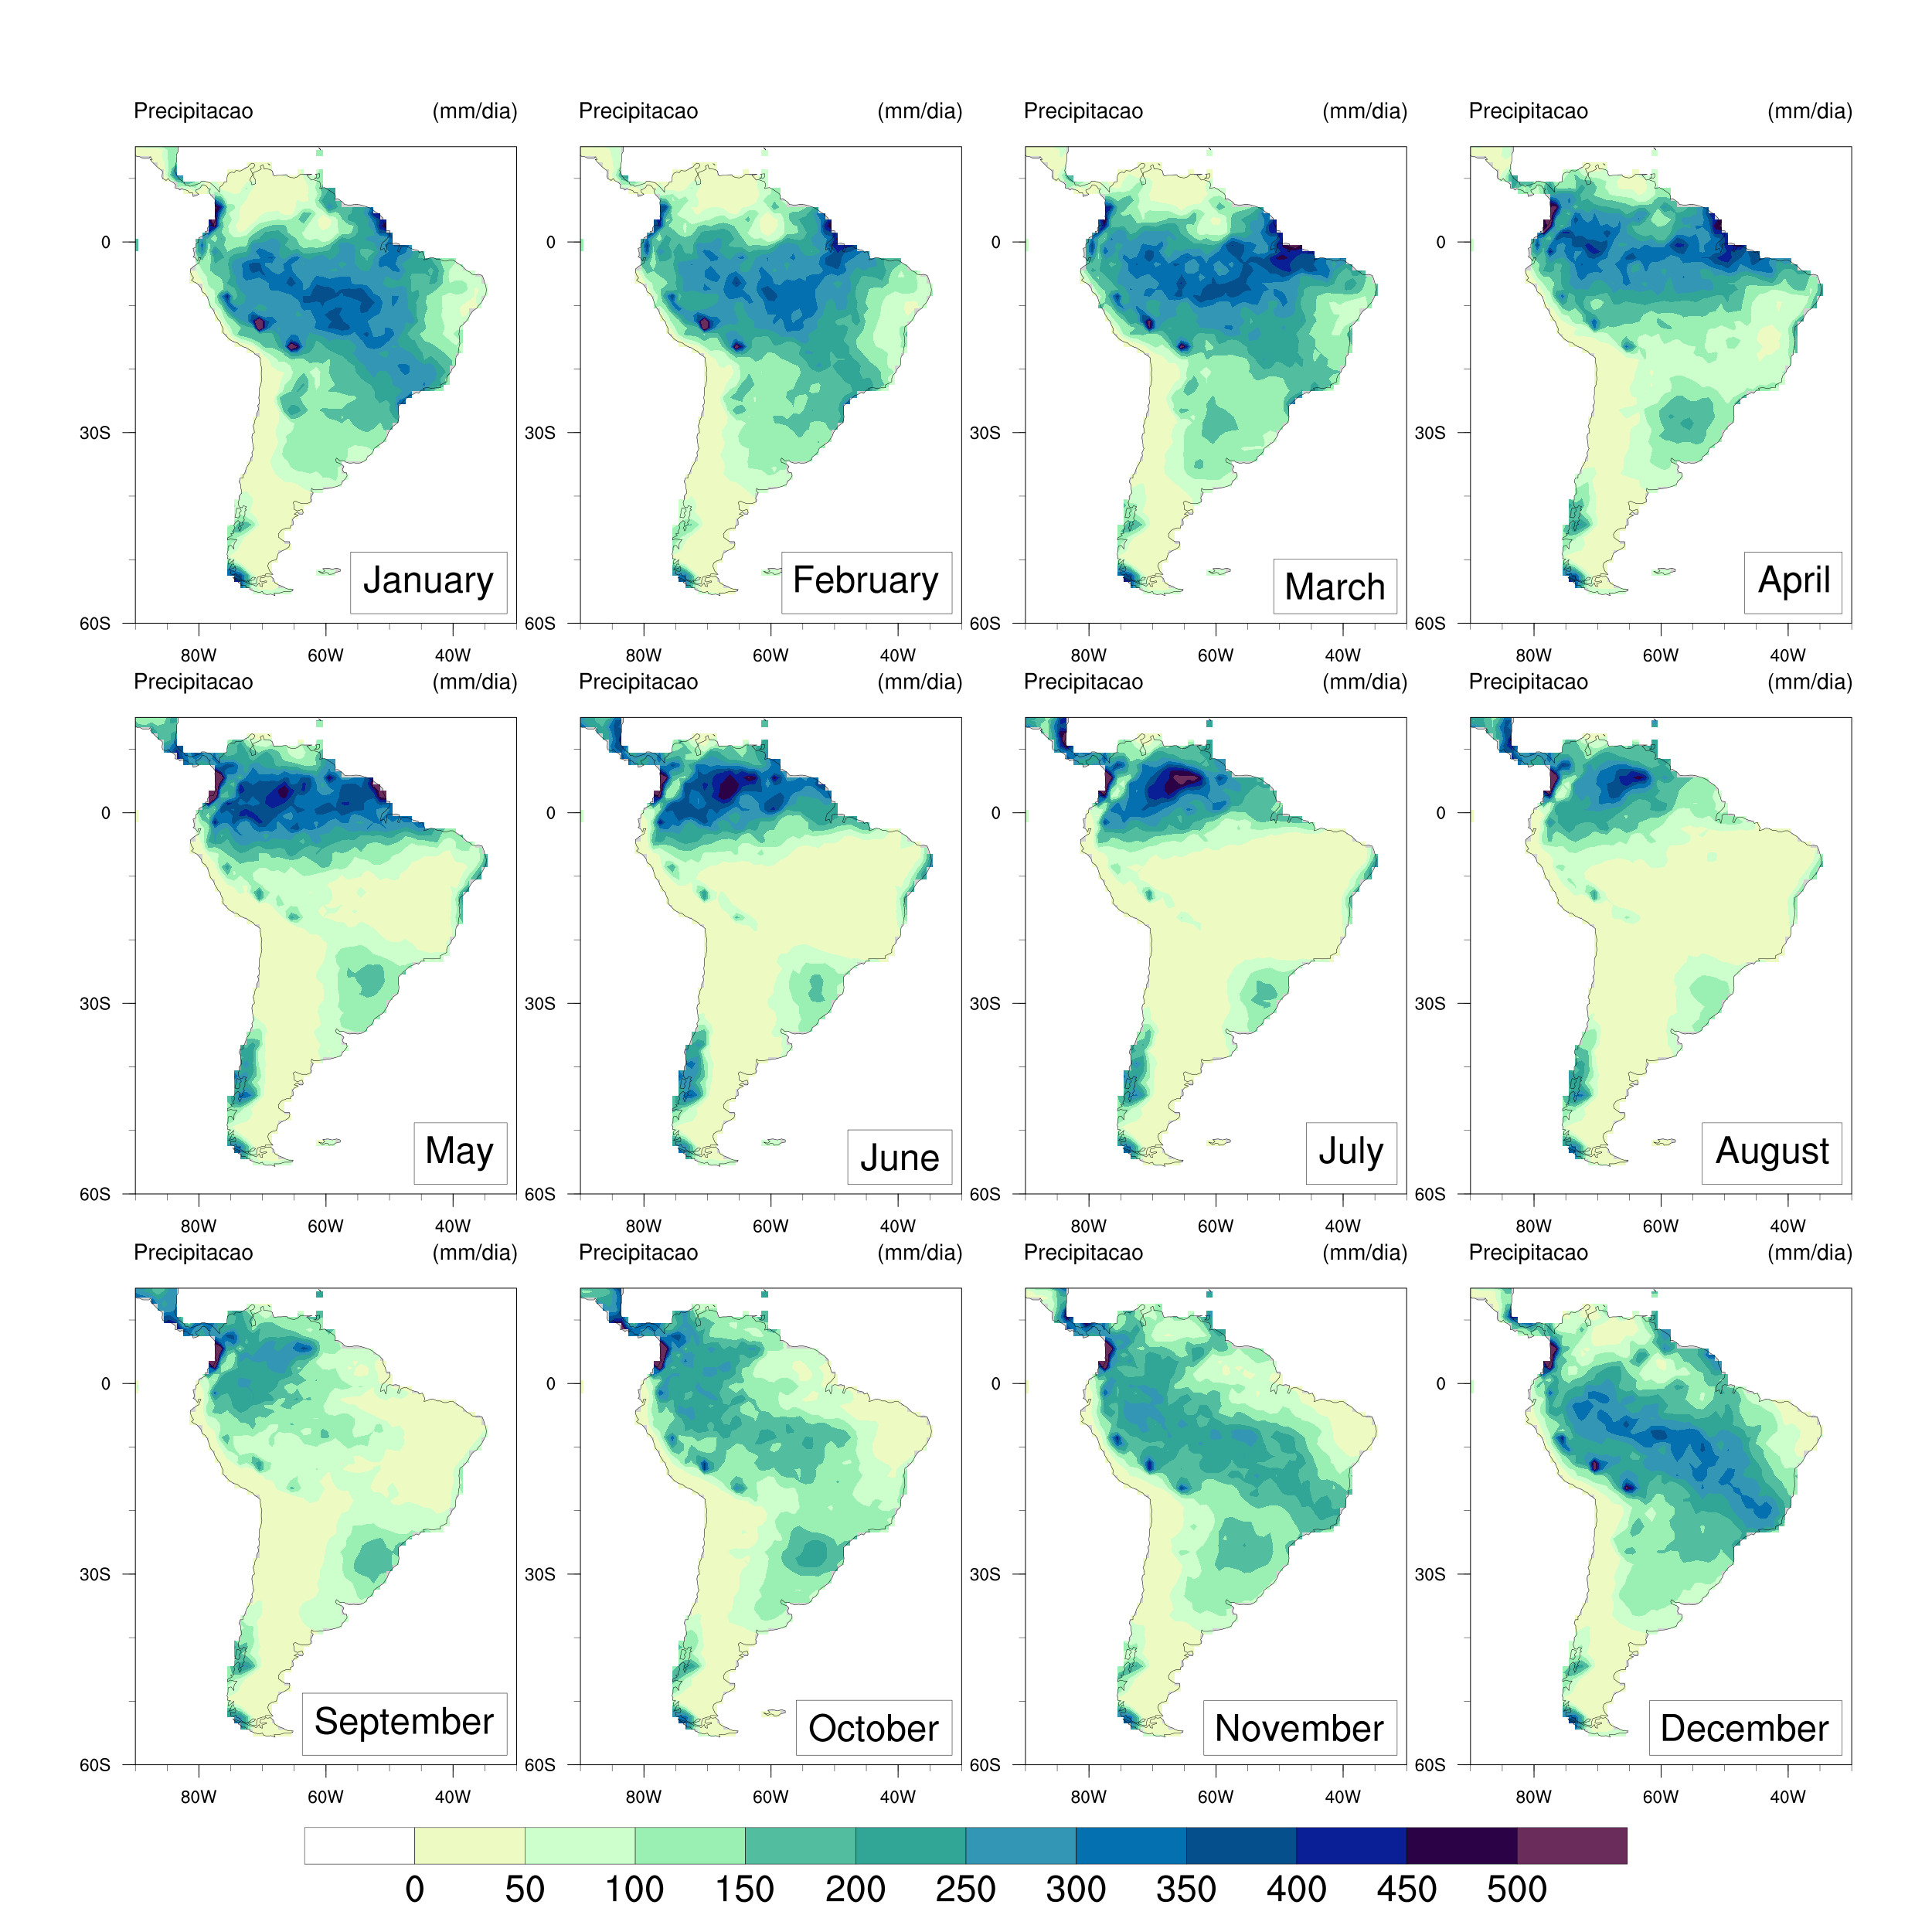 Precipitacao (mm/dia) Precipitacao (mm/dia) Precipitacao (mm/dia) Precipitacao (mm/dia)
0 0 0 0
30S 30S 30S 30S
January February March April
60S 60S 60S 60S
80W 60W 40W 80W 60W 40W 80W 60W 40W 80W 60W 40W
Precipitacao (mm/dia) Precipitacao (mm/dia) Precipitacao (mm/dia) Precipitacao (mm/dia)
0 0 0 0
30S 30S 30S 30S
May June July August
60S 60S 60S 60S
80W 60W 40W 80W 60W 40W 80W 60W 40W 80W 60W 40W
Precipitacao (mm/dia) Precipitacao (mm/dia) Precipitacao (mm/dia) Precipitacao (mm/dia)
0 0 0 0
30S 30S 30S 30S
September October November December
60S 60S 60S 60S
80W 60W 40W 80W 60W 40W 80W 60W 40W 80W 60W 40W
0 50 100 150 200 250 300 350 400 450 500